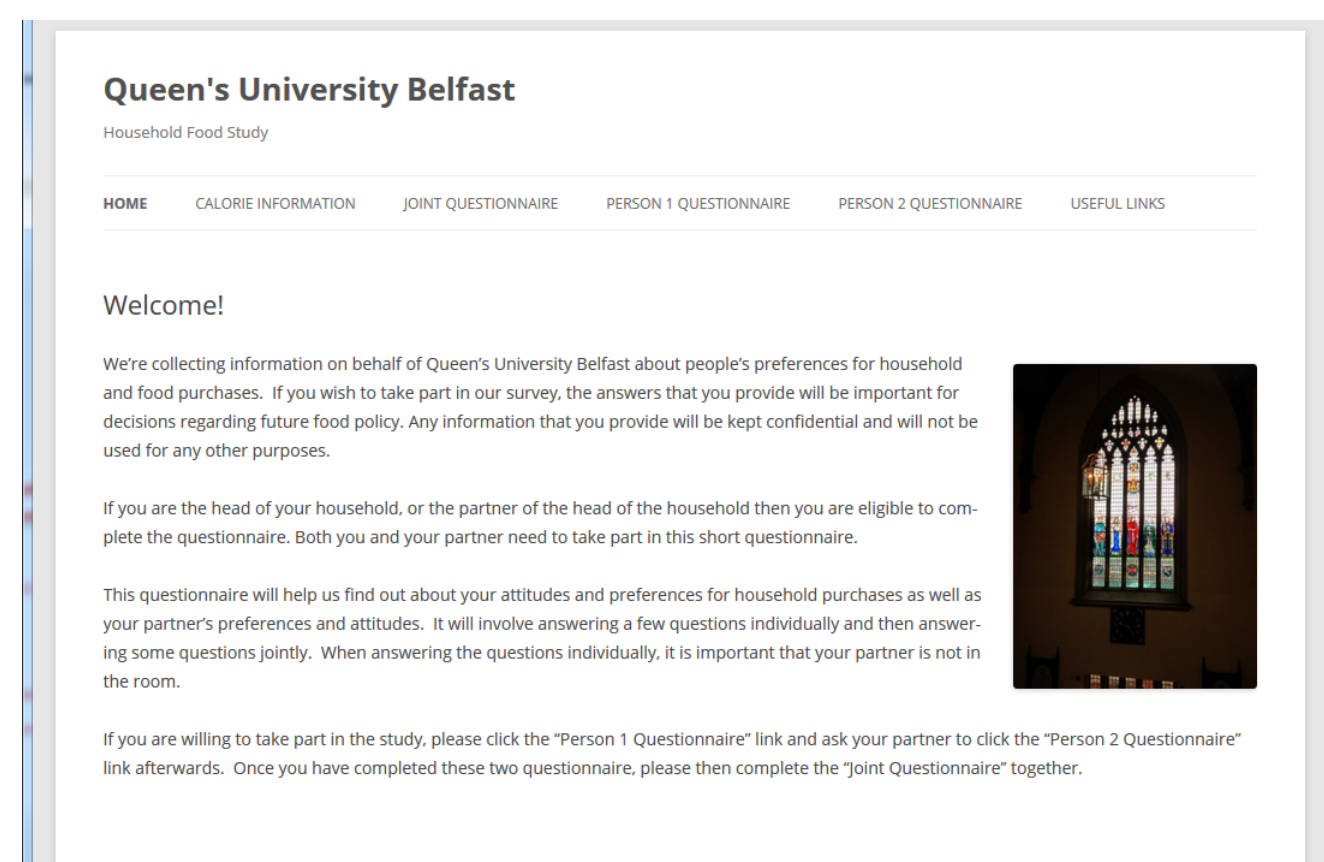 Queen's University Belfast
Household Food Study
HOME CALORIE INFORMATION JOINT QUESTIONNAIRE PERSON 1 QUESTIONNAIRE PERSON 2 QUESTIONNAIRE USEFUL LINKS
Welcome!
We’re collecting information on behalf of Queen’s University Belfast about people’s preferences for household
and food purchases.  If you wish to take part in our survey, the answers that you provide will be important for
decisions regarding future food policy. Any information that you provide will be kept confidential and will not be
used for any other purposes.
If you are the head of your household, or the partner of the head of the household then you are eligible to com-
plete the questionnaire. Both you and your partner need to take part in this short questionnaire.
This questionnaire will help us find out about your attitudes and preferences for household purchases as well as
your partner’s preferences and attitudes.  It will involve answering a few questions individually and then answer-
ing some questions jointly.  When answering the questions individually, it is important that your partner is not in
the room.
If you are willing to take part in the study, please click the “Person 1 Questionnaire” link and ask your partner to click the “Person 2 Questionnaire”
link afterwards.  Once you have completed these two questionnaire, please then complete the “Joint Questionnaire” together.